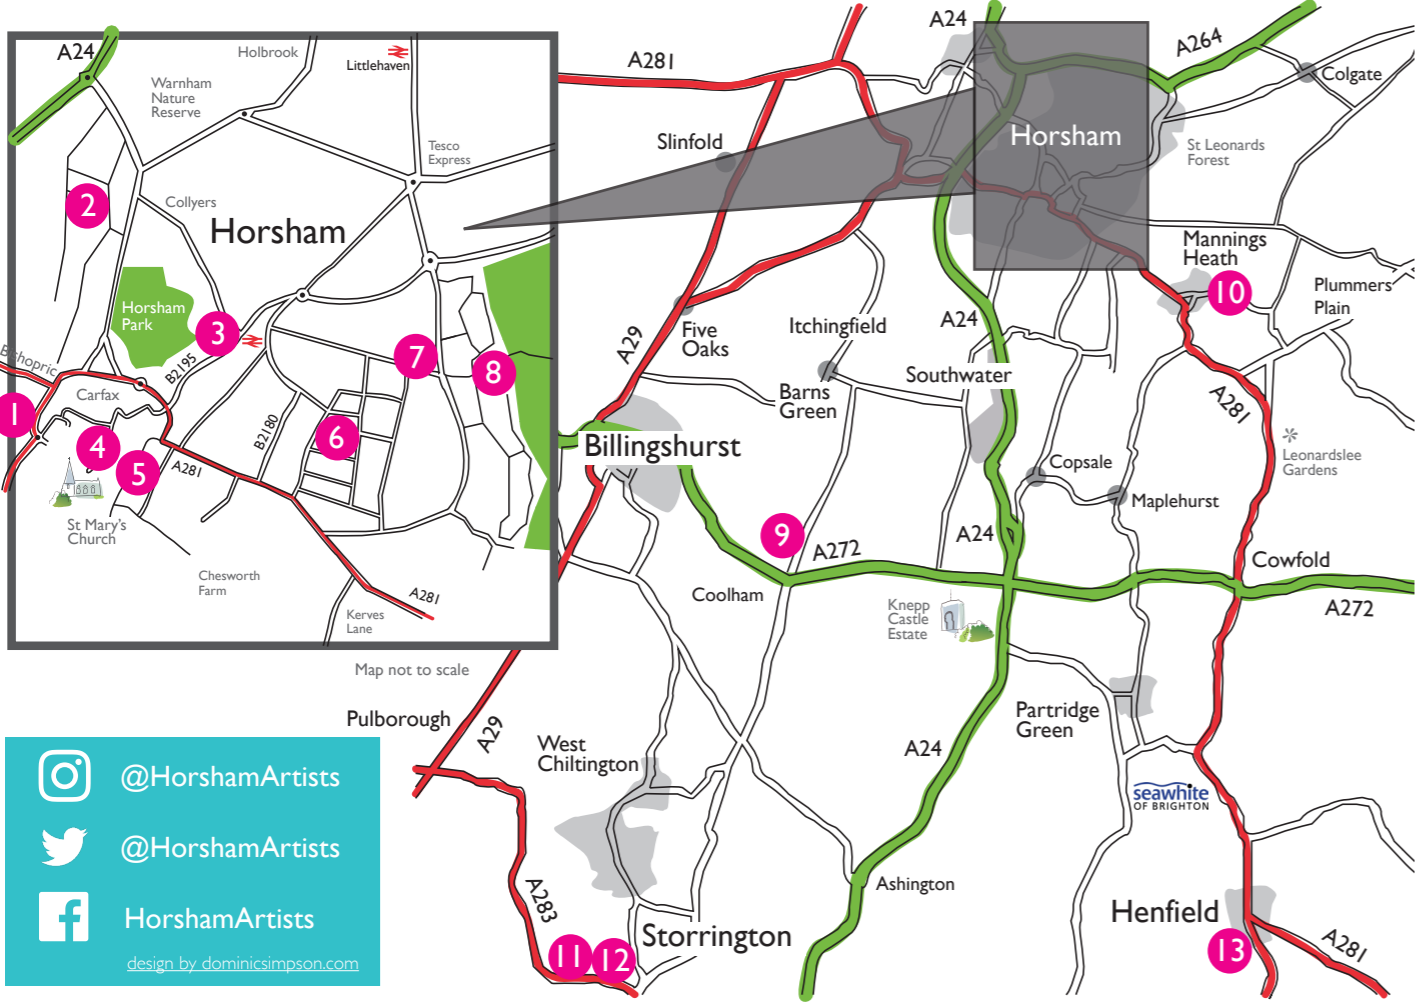 A24
Holbrook
Littlehaven
Warnham
Nature
Reserve
Tesco
Express
2
Collyers
Horsham
Horsham
Park
3
7
8
Bishopric
B2195
Carfax
1
4
5
6
B2180
A281
St Mary's
Church
Chesworth
Farm
Kerves
Lane
A281
Map not to scale
A281
A24
A264
Colgate
Slinfold
Horsham
St Leonards
Forest
Mannings
Heath
10
Plummers
Plain
A29
Five
Oaks
Itchingfield
A24
Barns
Green
Southwater
A281
Billingshurst
Leonardslee
Gardens
Copsale
Maplehurst
9
A272
A24
Coolham
Cowfold
A272
Knepp
Castle
Estate
Pulborough
A29
West
Chiltington
A24
Partridge
Green
seawhite
OF BRIGHTON
A283
Ashington
Henfield
Storrington
11
12
13
A281
@HorshamArtists
@HorshamArtists
HorshamArtists
design by dominicsimpson.com